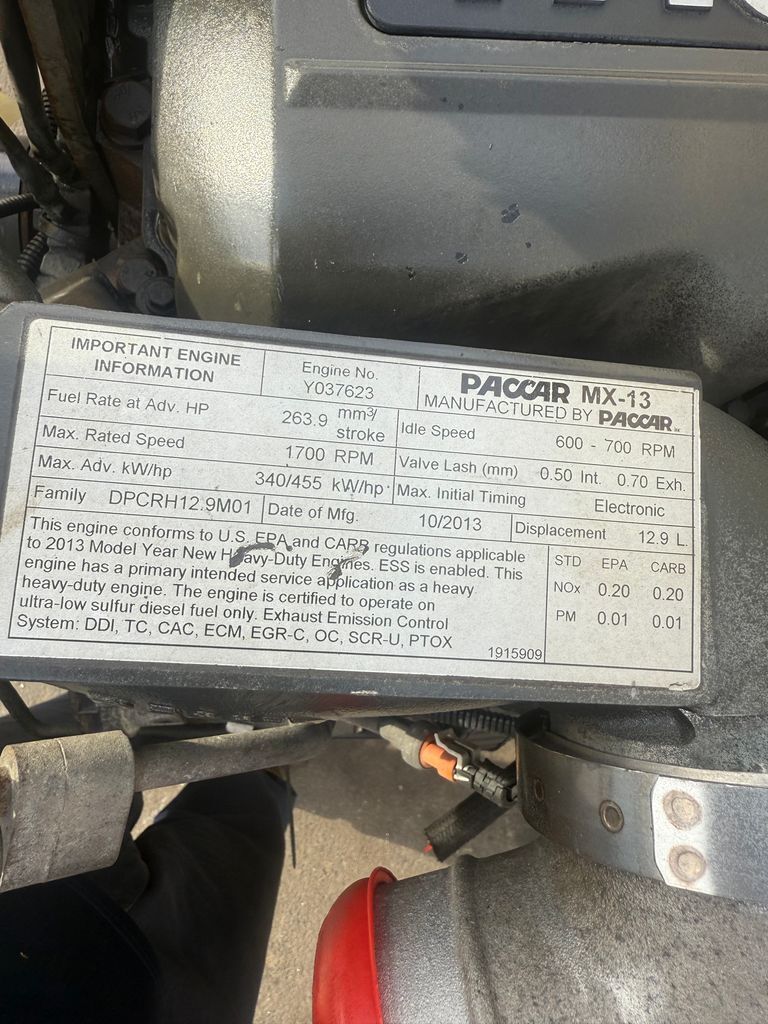 IMPORTANT ENGINE
INFORMATION
Engine No.
Y037623
PACCAR MX-13
MANUFACTURED BY PACCAR
Fuel Rate at Adv. HP 263.9 mm³/
stroke
Idle Speed 600 - 700 RPM
Max. Rated Speed 1700 RPM
Valve Lash (mm) 0.50 Int. 0.70 Exh.
Max. Adv. kW/hp 340/455 kW/hp
Max. Initial Timing Electronic
Family DPCRH12.9M01
Date of Mfg. 10/2013
Displacement 12.9 L
This engine conforms to U.S. EPA and CARB regulations applicable
to 2013 Model Year New Heavy-Duty Engines. ESS is enabled. This
engine has a primary intended service application as a heavy
heavy-duty engine. The engine is certified to operate on
ultra-low sulfur diesel fuel only. Exhaust Emission Control
System: DDI, TC, CAC, ECM, EGR-C, OC, SCR-U, PTOX
1915909
STD EPA CARB
NOx 0.20 0.20
PM 0.01 0.01